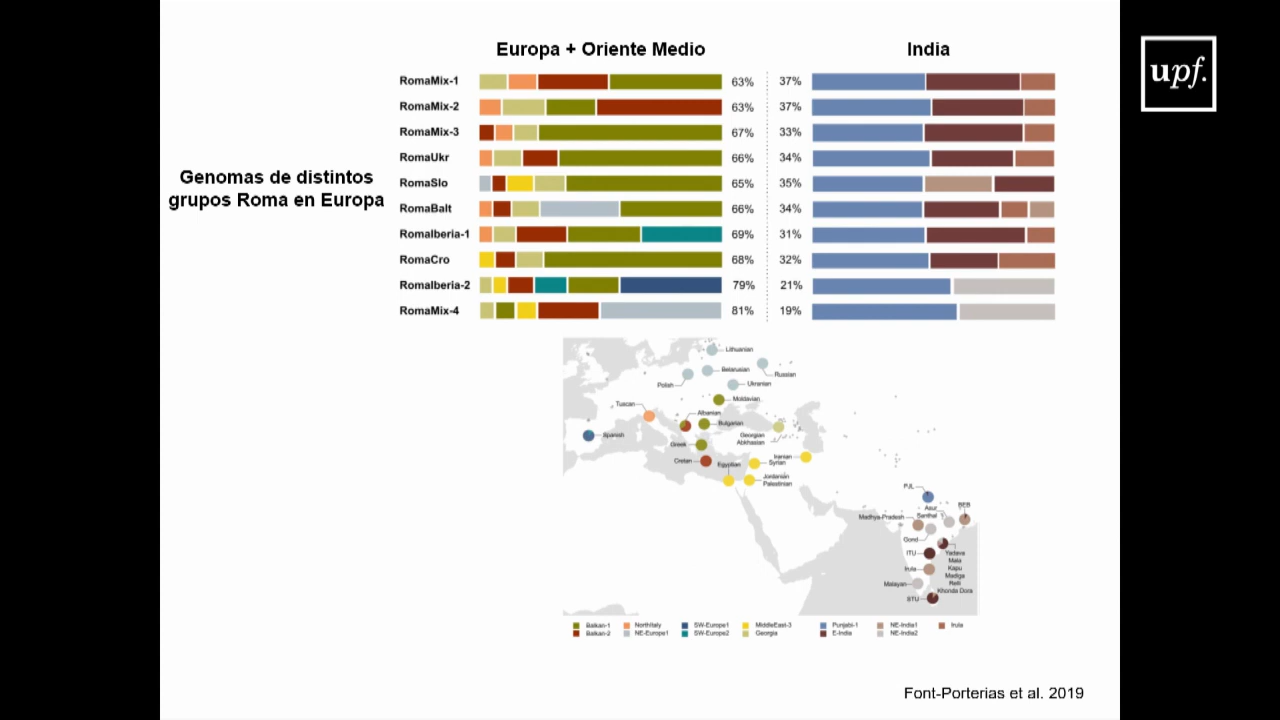 Europa + Oriente Medio
India
upf.
RomaMix-1 63% 37%
RomaMix-2 63% 37%
RomaMix-3 67% 33%
RomaUkr 66% 34%
Genomas de distintos
grupos Roma en Europa
RomaSlo 65% 35%
RomaBalt 66% 34%
RomaIberia-1 69% 31%
RomaCro 68% 32%
RomaIberia-2 79% 21%
RomaMix-4 81% 19%
Lithuanian
Belarusian
Russian
Polish
Ukranian
Moldavian
Tuscan
Albanian
Bulgarian
Spanish
Georgian
Abkhasian
Greek
Cretan
Egyptian
Iranian
Syrian
Jordanian
Palestinian
PJL
Asur
Santhal
BEB
Madhya-Pradesh
Gond
ITU
Yadava
Mala
Kapu
Madiga
Relli
Khonda Dora
Irula
Malayan
STU
Balkan-1 NorthItaly SW-Europe1 MiddleEast-3 Punjabi-1 NE-India1 Irula
Balkan-2 NE-Europe1 SW-Europe2 Georgia E-India NE-India2
Font-Porterias et al. 2019